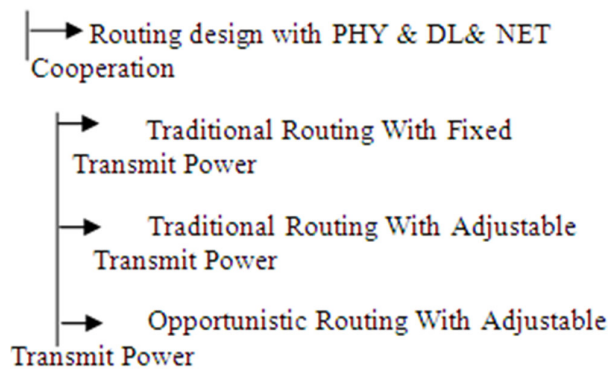 Routing design with PHY & DL& NET
Cooperation
Traditional Routing With Fixed
Transmit Power
Traditional Routing With Adjustable
Transmit Power
Opportunistic Routing With Adjustable
Transmit Power